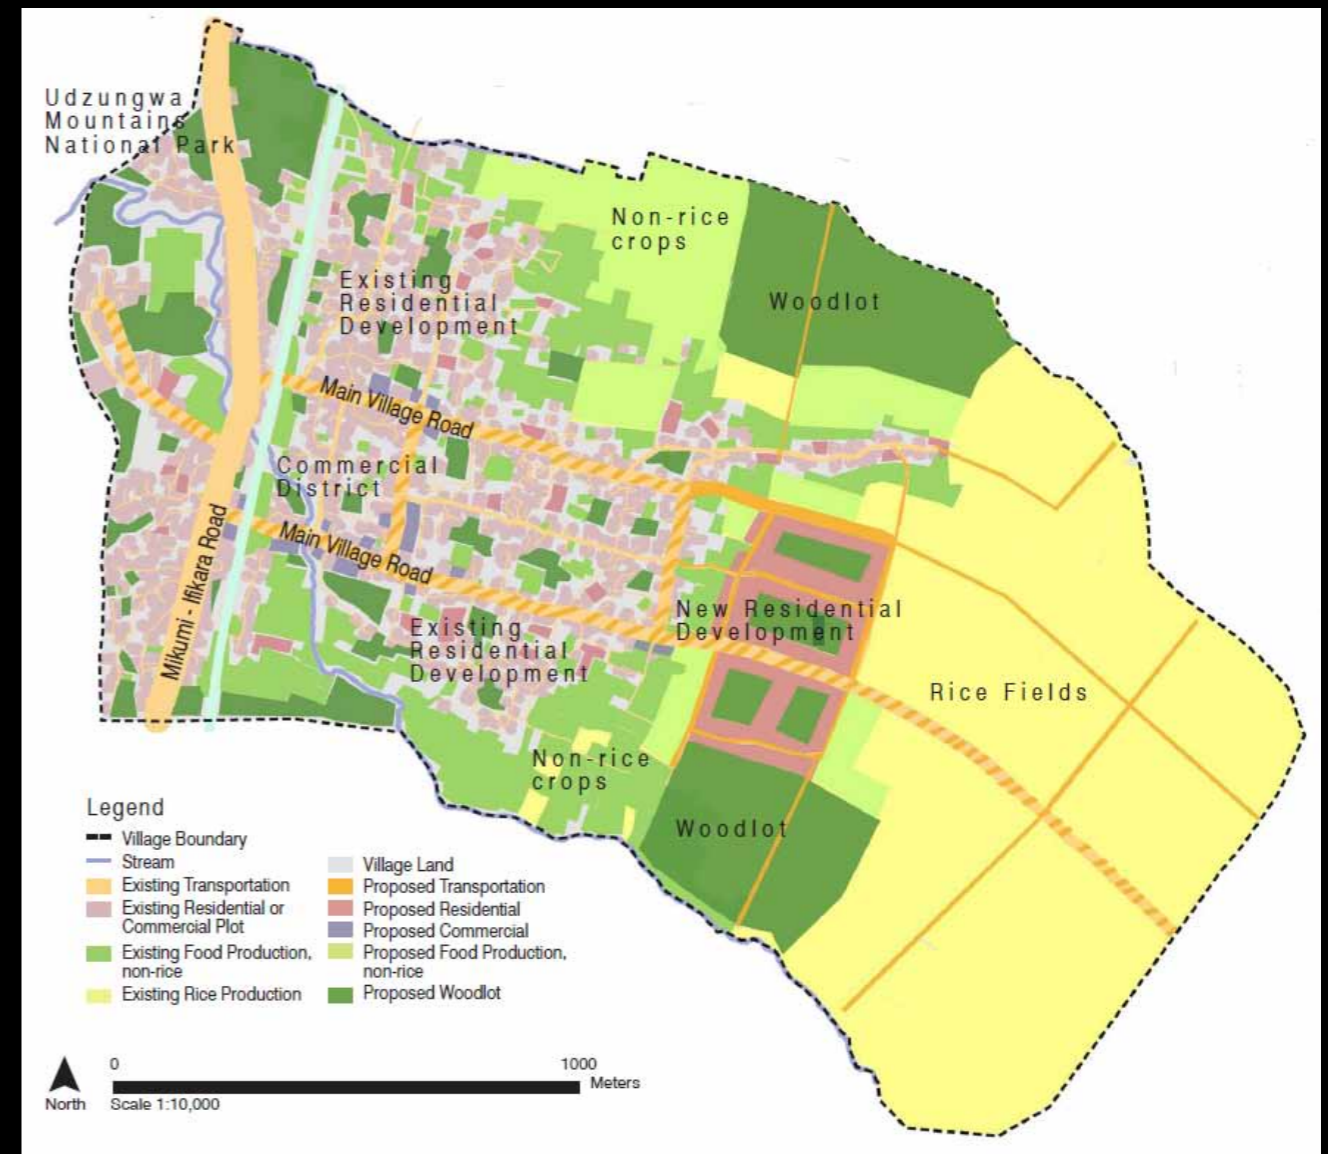 Udzungwa
Mountains
National Park
Non-rice
crops
Woodlot
Existing
Residential
Development
Main Village Road
Commercial
District
Main Village Road
Mikumi - Ifikara Road
Existing
Residential
Development
New Residential
Development
Rice Fields
Non-rice
crops
Woodlot
Legend
Village Boundary
Stream
Existing Transportation
Existing Residential or
Commercial Plot
Existing Food Production,
non-rice
Existing Rice Production
Village Land
Proposed Transportation
Proposed Residential
Proposed Commercial
Proposed Food Production,
non-rice
Proposed Woodlot
0
1000
Meters
North
Scale 1:10,000